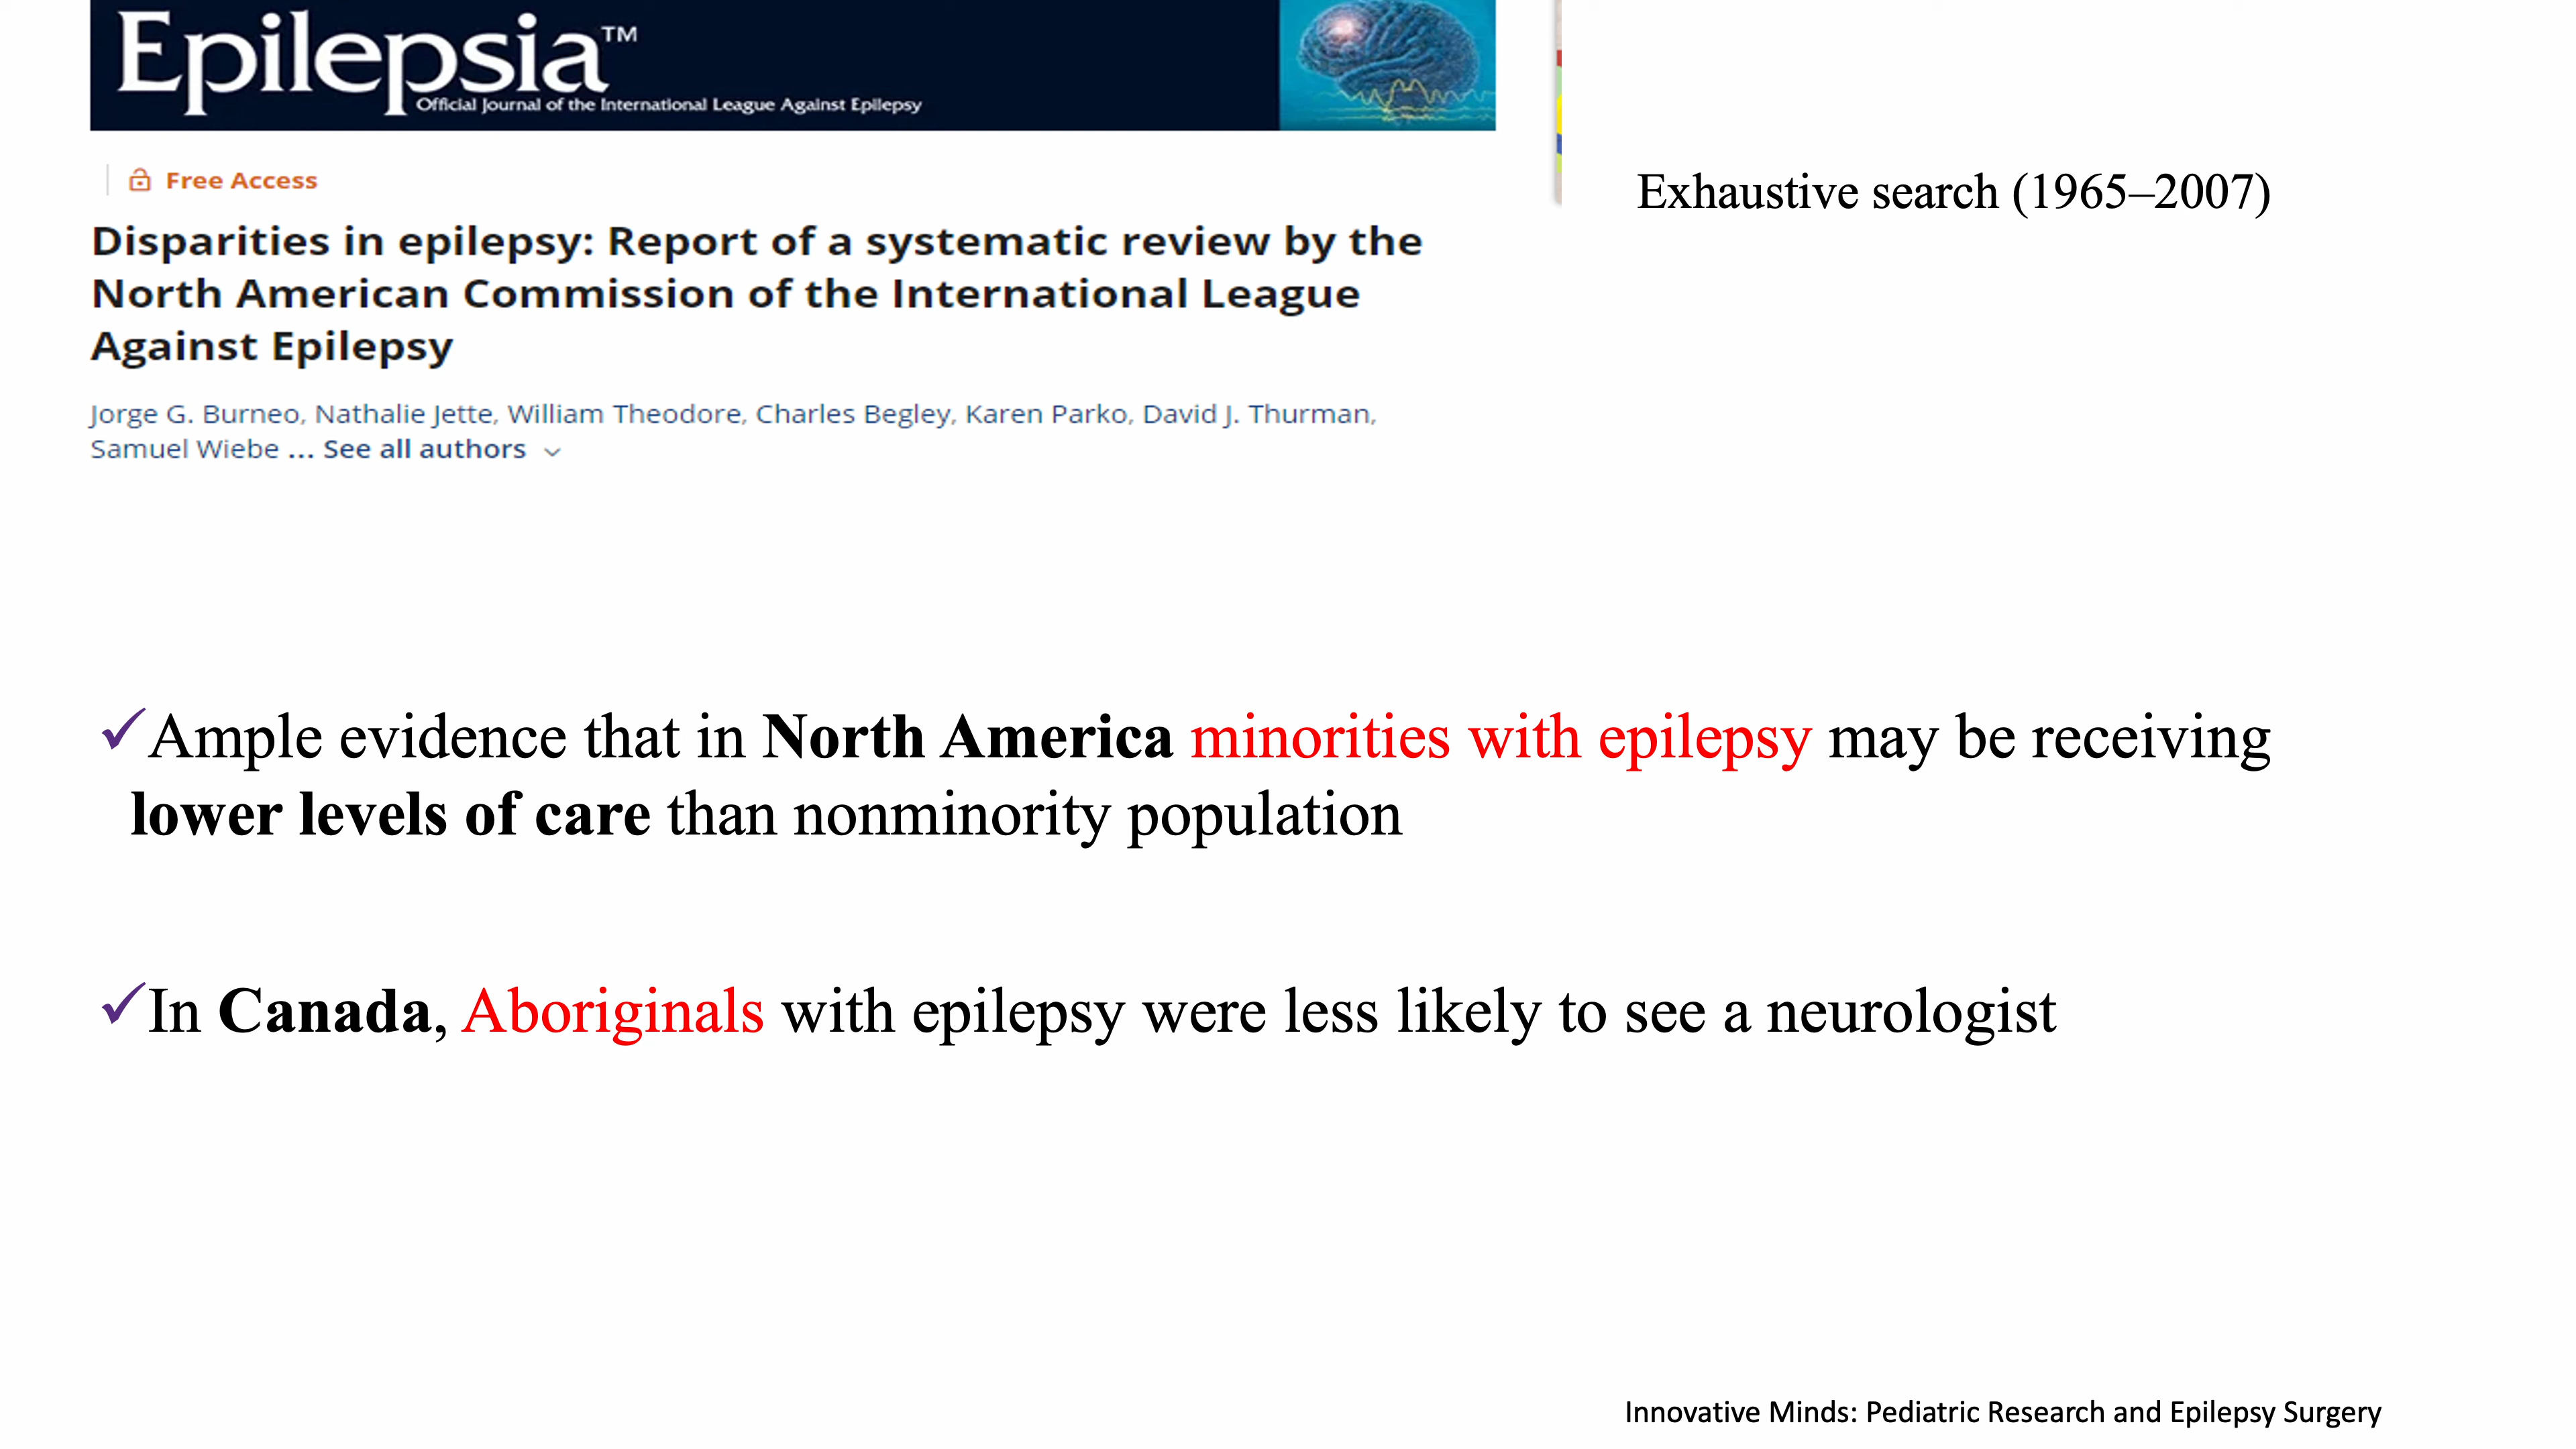 Epilepsia™
Official Journal of the International League Against Epilepsy
Free Access
Disparities in epilepsy: Report of a systematic review by the
North American Commission of the International League
Against Epilepsy
Jorge G. Burneo, Nathalie Jette, William Theodore, Charles Begley, Karen Parko, David J. Thurman,
Samuel Wiebe ... See all authors
Exhaustive search (1965–2007)
✓Ample evidence that in North America minorities with epilepsy may be receiving
lower levels of care than nonminority population
✓In Canada, Aboriginals with epilepsy were less likely to see a neurologist
Innovative Minds: Pediatric Research and Epilepsy Surgery